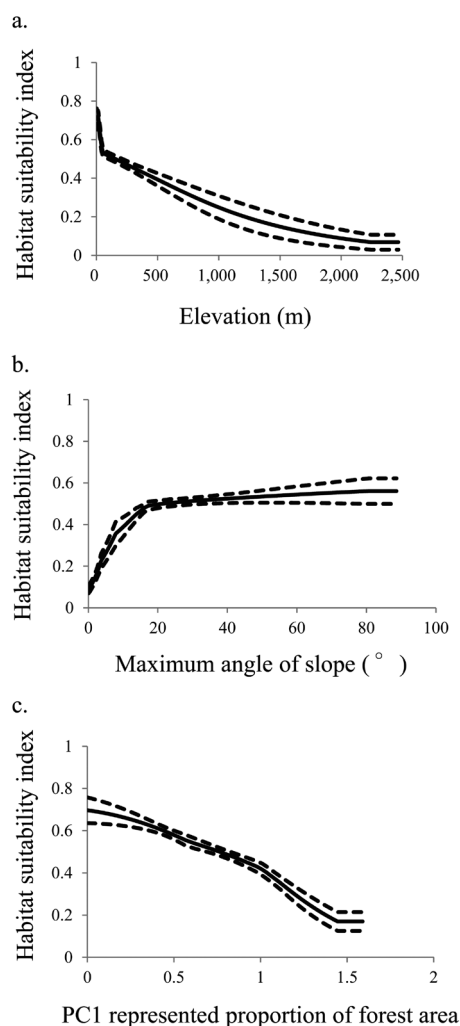 a.
Habitat suitability index
1
0.8
0.6
0.4
0.2
0
0 500 1,000 1,500 2,000 2,500
Elevation (m)
b.
Habitat suitability index
1
0.8
0.6
0.4
0.2
0
0 20 40 60 80 100
Maximum angle of slope ( ° )
c.
Habitat suitability index
1
0.8
0.6
0.4
0.2
0
0 0.5 1 1.5 2
PC1 represented proportion of forest area